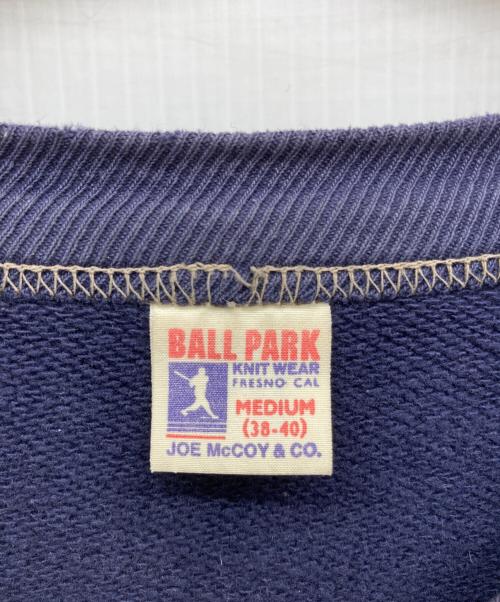 BALL PARK
KNIT WEAR
FRESNO CAL
MEDIUM
(38-40)
JOE McCOY & CO.